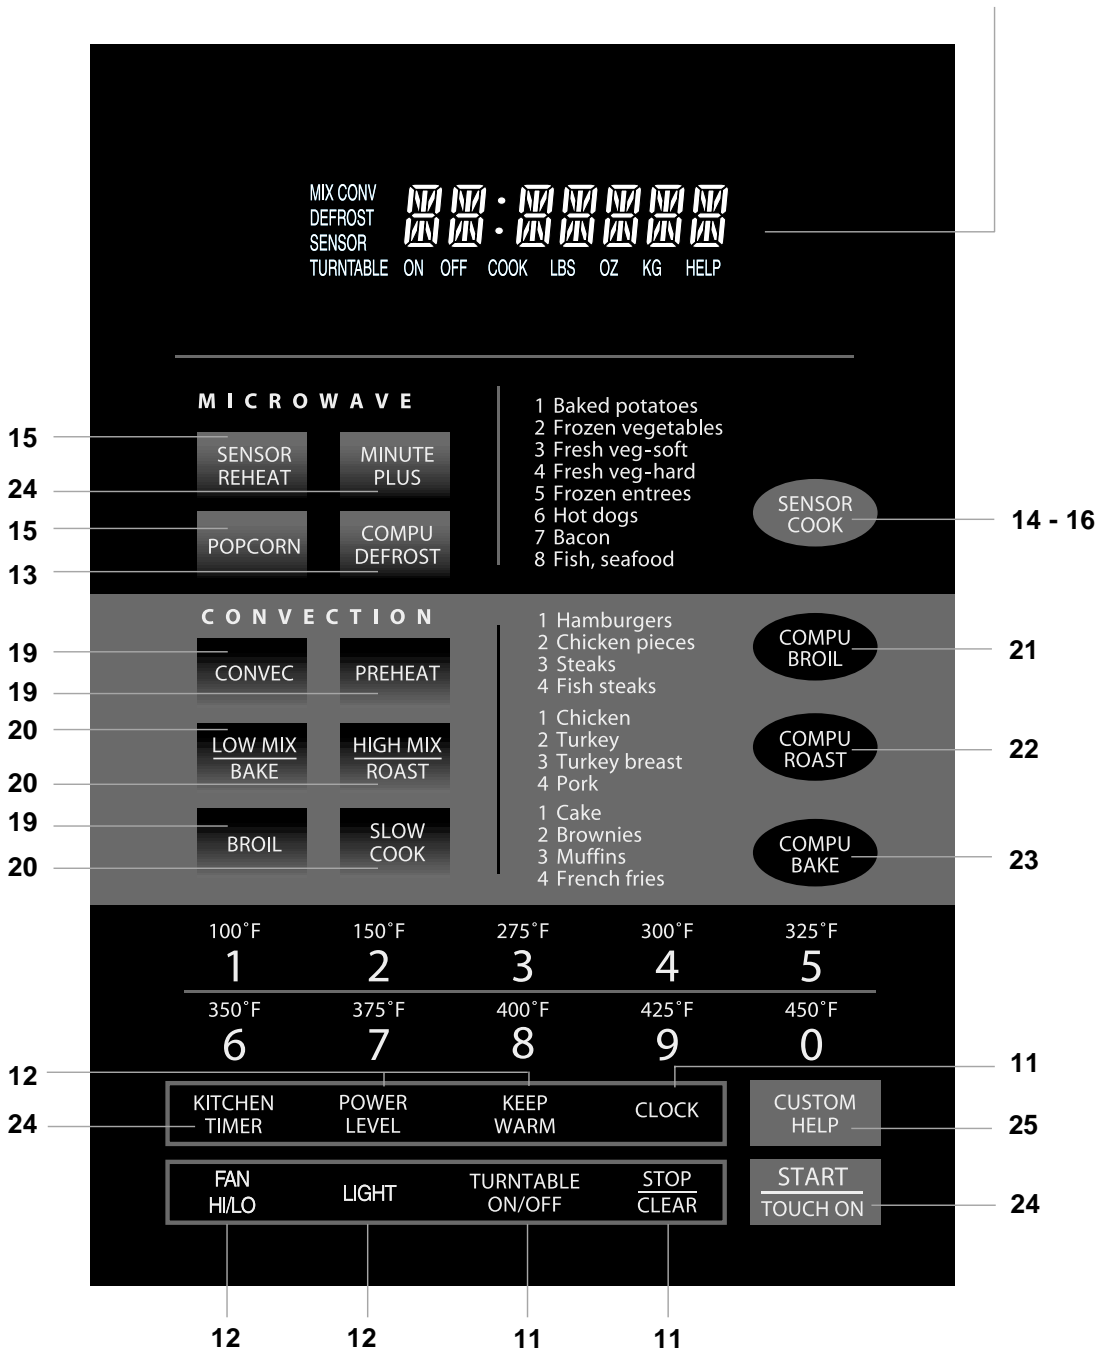 MIX CONV
DEFROST
SENSOR
TURNTABLE ON OFF COOK LBS OZ KG HELP
MICROWAVE
15
SENSOR
REHEAT
24
MINUTE
PLUS
15
POPCORN
13
COMPU
DEFROST
1 Baked potatoes
2 Frozen vegetables
3 Fresh veg-soft
4 Fresh veg-hard
5 Frozen entrees
6 Hot dogs
7 Bacon
8 Fish, seafood
SENSOR
COOK
14 - 16
CONVECTION
19
CONVEC
19
PREHEAT
20
LOW MIX
BAKE
20
HIGH MIX
ROAST
19
BROIL
20
SLOW
COOK
1 Hamburgers
2 Chicken pieces
3 Steaks
4 Fish steaks
COMPU
BROIL
21
1 Chicken
2 Turkey
3 Turkey breast
4 Pork
COMPU
ROAST
22
1 Cake
2 Brownies
3 Muffins
4 French fries
COMPU
BAKE
23
100°F 150°F 275°F 300°F 325°F
1 2 3 4 5
350°F 375°F 400°F 425°F 450°F
6 7 8 9 0
12
11
24
KITCHEN
TIMER
POWER
LEVEL
KEEP
WARM
CLOCK
CUSTOM
HELP
25
FAN
HI/LO
LIGHT
TURNTABLE
ON/OFF
STOP
CLEAR
START
TOUCH ON
24
12 12 11 11